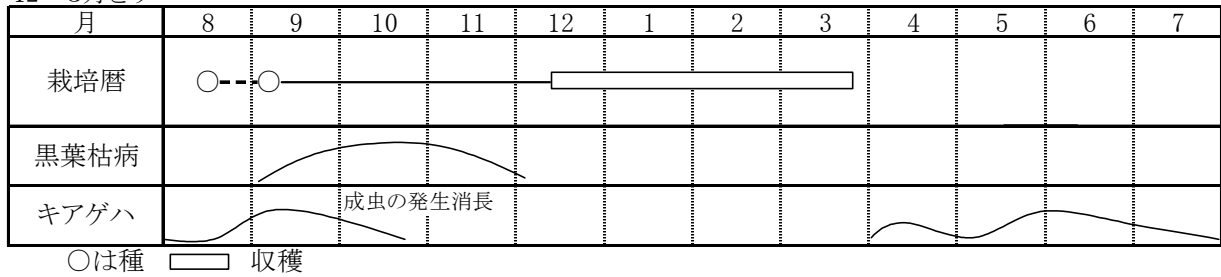 月 8 9 10 11 12 1 2 3 4 5 6 7
栽培暦
黒葉枯病
キアゲハ 成虫の発生消長
○は種 収穫